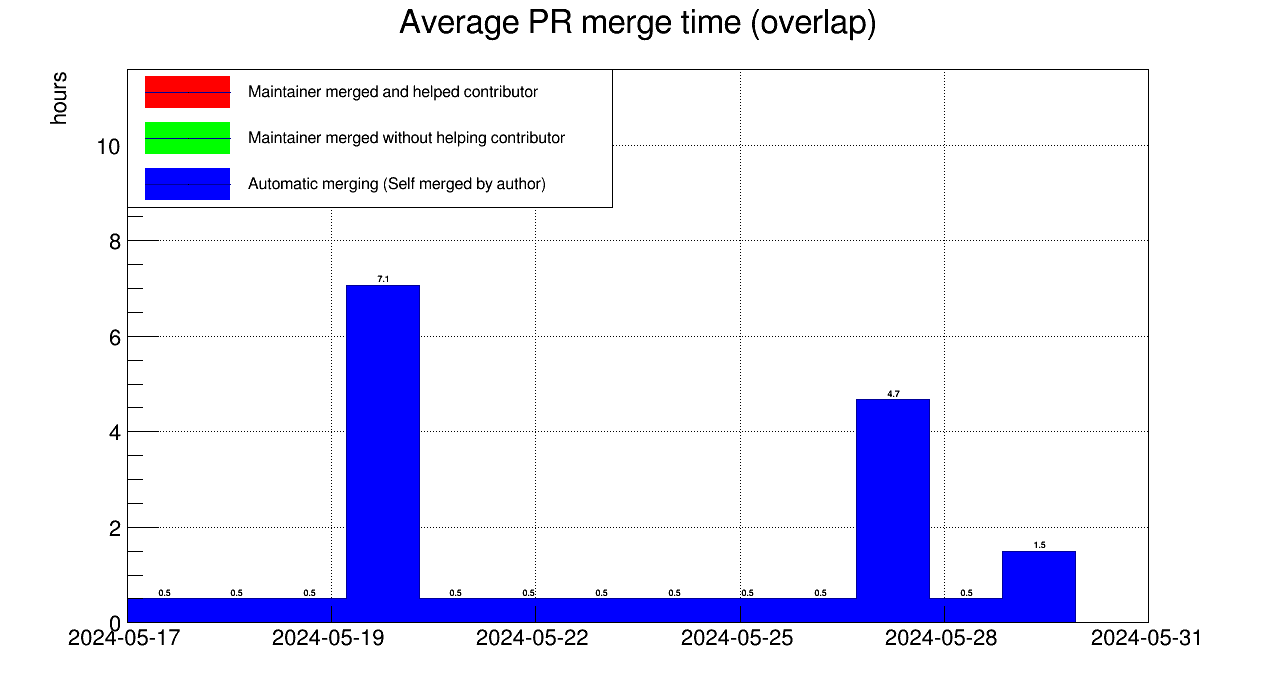 Average PR merge time (overlap)
hours
Maintainer merged and helped contributor
Maintainer merged without helping contributor
Automatic merging (Self merged by author)
10
8
6
4
2
0
7.1
4.7
1.5
0.5 0.5 0.5 0.5 0.5 0.5 0.5 0.5 0.5 0.5
2024-05-17 2024-05-19 2024-05-22 2024-05-25 2024-05-28 2024-05-31